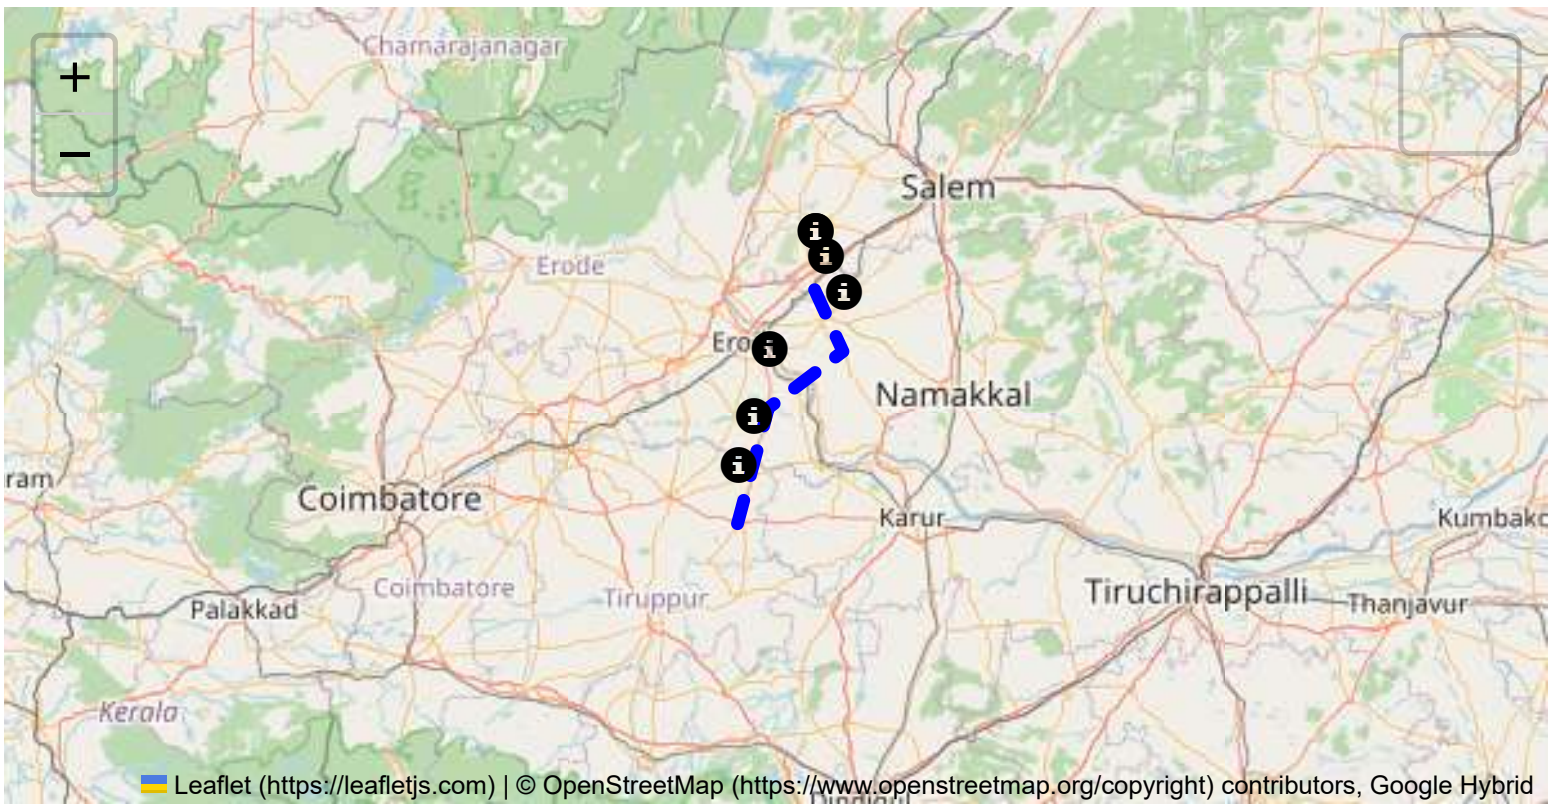 Chamarajanagar
+
−
Salem
i
i
Erode
i
Ero
i
Namakkal
i
i
ram
Coimbatore
Karur
Kumbako
Coimbatore
Tiruppur
Tiruchirappalli
Thanjavur
Palakkad
Kerala
Leaflet (https://leafletjs.com) | © OpenStreetMap (https://www.openstreetmap.org/copyright) contributors, Google Hybrid